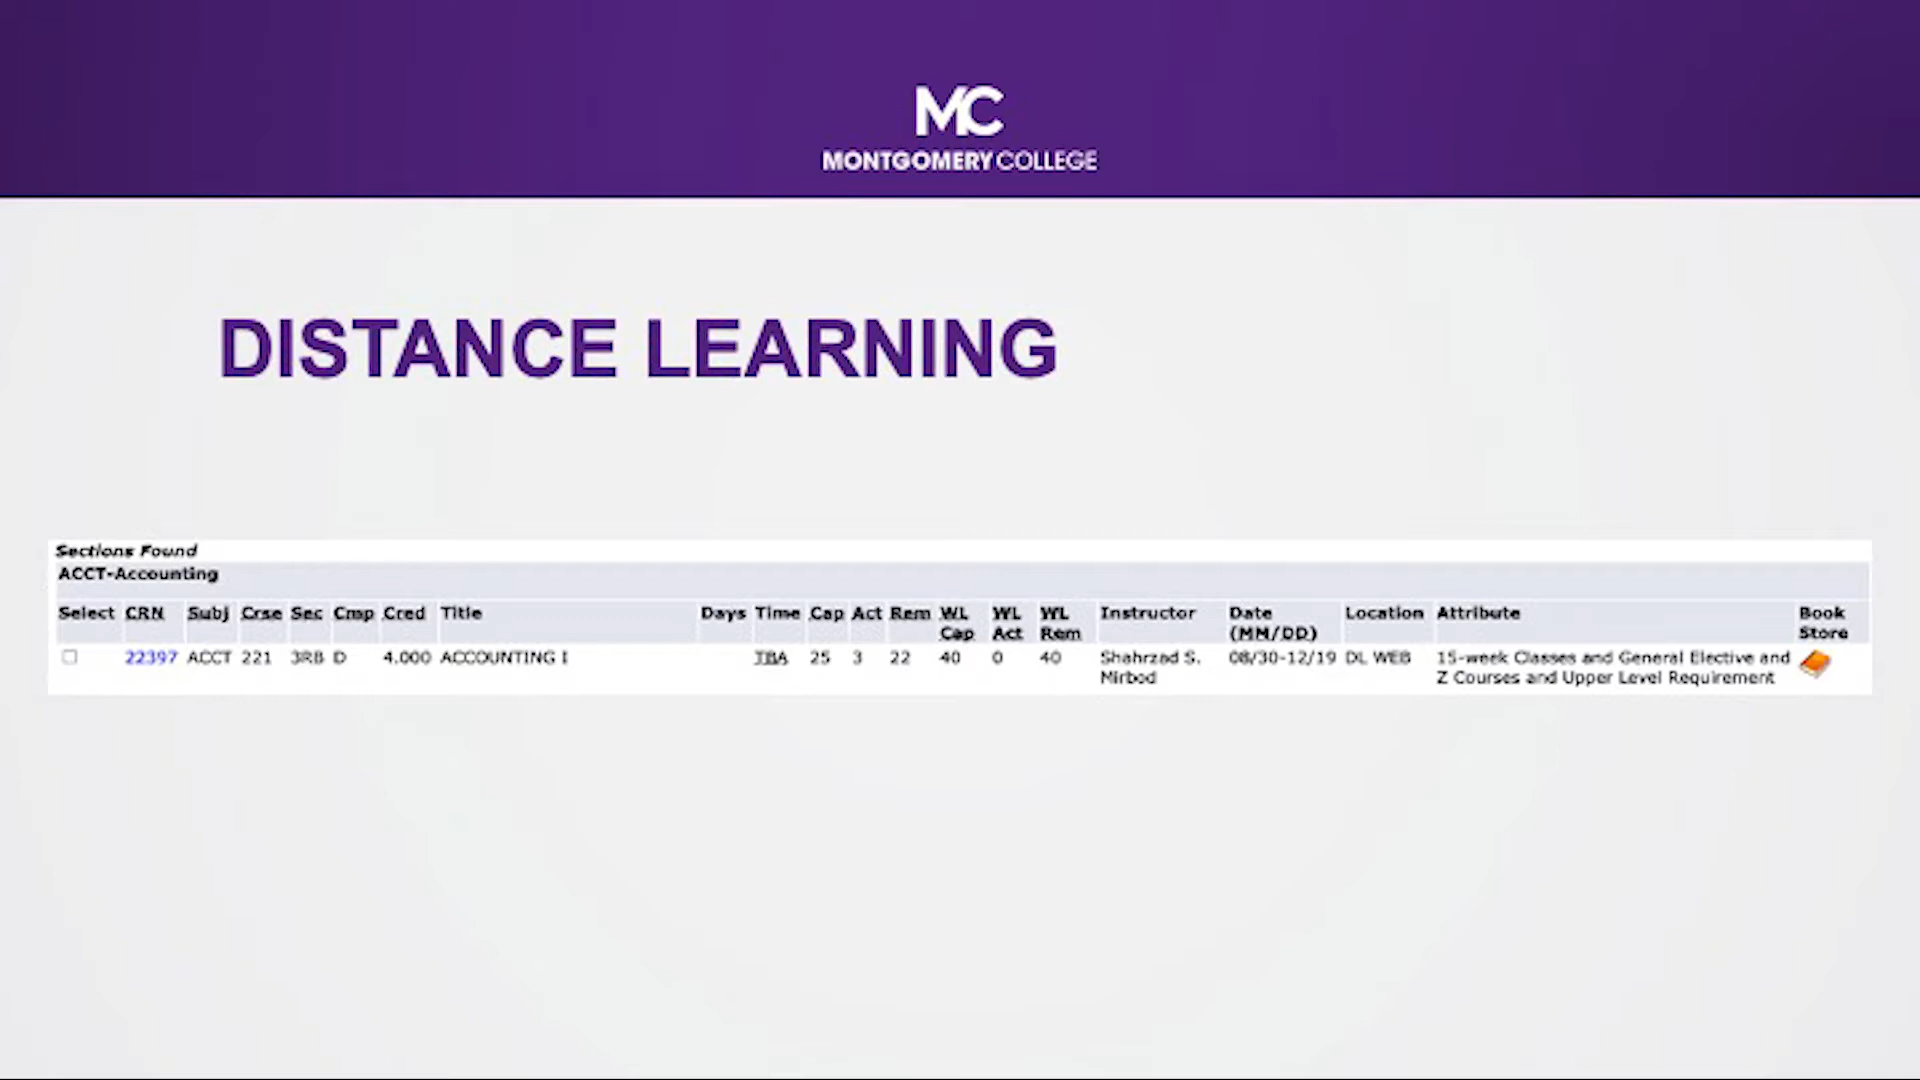 MC
MONTGOMERY COLLEGE
DISTANCE LEARNING
Sections Found
ACCT-Accounting
Select CRN Subj Crse Sec Cmp Cred Title Days Time Cap Act Rem WL Cap WL Act WL Rem Instructor Date (MM/DD) Location Attribute Book Store
22397 ACCT 221 3RB D 4.000 ACCOUNTING I TBA 25 3 22 40 0 40 Shahrzad S. Mirbod 08/30-12/19 DL WEB 15-week Classes and General Elective and Z Courses and Upper Level Requirement